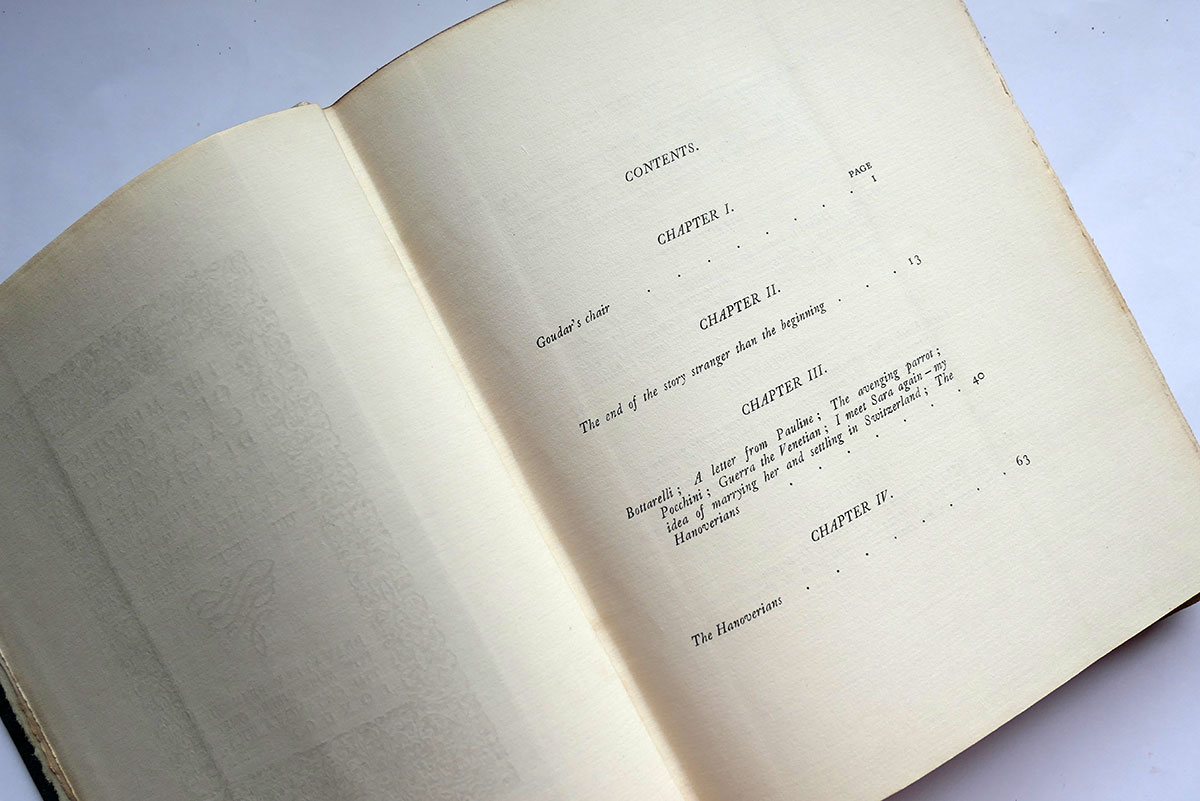 CONTENTS.
PAGE
CHAPTER I.
Goudar's chair . . . . . . . . 1
CHAPTER II.
The end of the story stranger than the beginning . . . 13
CHAPTER III.
Bottarelli; A letter from Pauline; The avenging parrot;
Pocchini; Guerra the Venetian; I meet Sara again—my
idea of marrying her and settling in Switzerland; The
Hanoverians . . . . . . . 40
CHAPTER IV.
The Hanoverians . . . . . . . 63